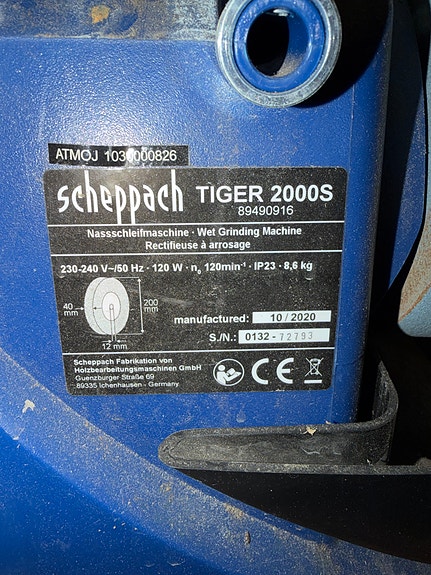 ATMOJ 1030000826
scheppach TIGER 2000S
89490916
Nassschleifmaschine · Wet Grinding Machine
Rectifieuse à arrosage
230-240 V~/50 Hz · 120 W · n₀ 120min⁻¹ · IP23 · 8,6 kg
40 mm
200 mm
12 mm
manufactured: 10 / 2020
S./N.: 0132 - 72793
Scheppach Fabrikation von
Holzbearbeitungsmaschinen GmbH
Guenzburger Straße 69
89335 Ichenhausen - Germany
CE